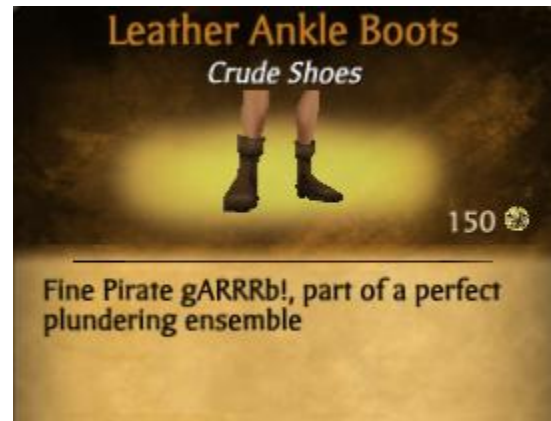 Leather Ankle Boots
Crude Shoes
150
Fine Pirate gARRRb!, part of a perfect
plundering ensemble